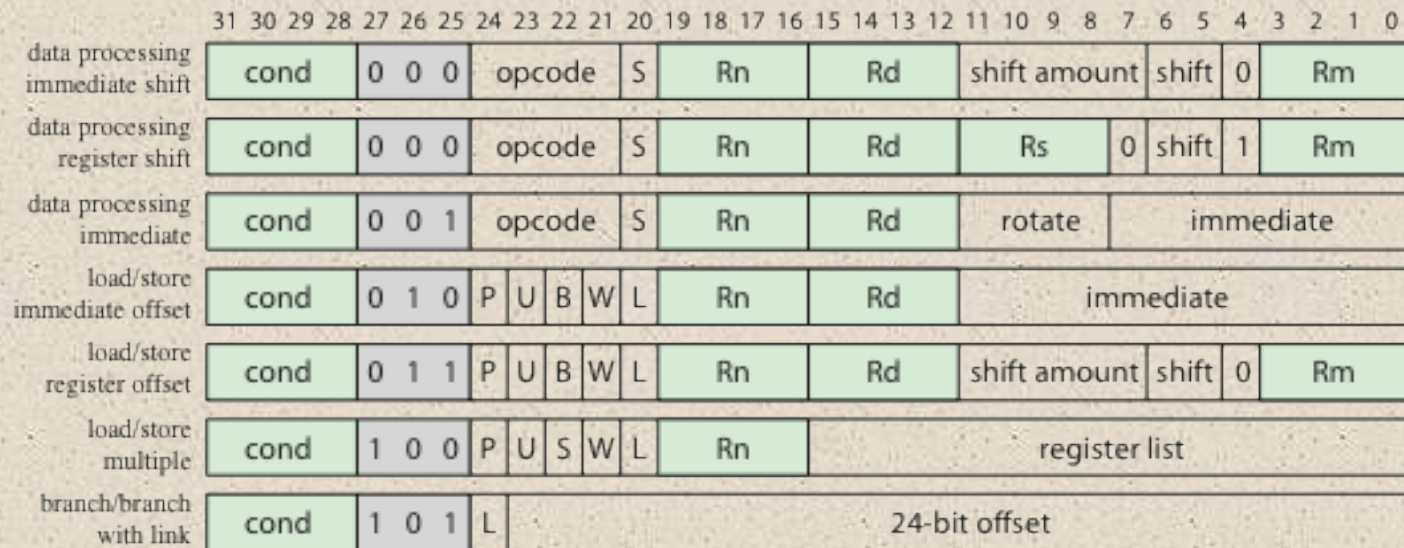 31 30 29 28 27 26 25 24 23 22 21 20 19 18 17 16 15 14 13 12 11 10 9 8 7 6 5 4 3 2 1 0
data processing
immediate shift
cond 0 0 0 opcode S Rn Rd shift amount shift 0 Rm
data processing
register shift
cond 0 0 0 opcode S Rn Rd Rs 0 shift 1 Rm
data processing
immediate
cond 0 0 1 opcode S Rn Rd rotate immediate
load/store
immediate offset
cond 0 1 0 P U B W L Rn Rd immediate
load/store
register offset
cond 0 1 1 P U B W L Rn Rd shift amount shift 0 Rm
load/store
multiple
cond 1 0 0 P U S W L Rn register list
branch/branch
with link
cond 1 0 1 L 24-bit offset